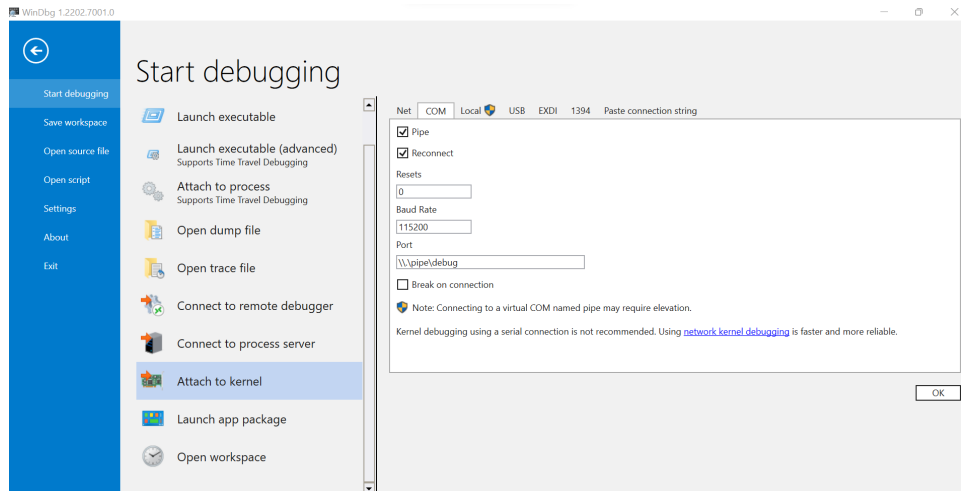 WinDbg 1.2202.7001.0
Start debugging
Save workspace
Open source file
Open script
Settings
About
Exit
Start debugging
Launch executable
Launch executable (advanced)
Supports Time Travel Debugging
Attach to process
Supports Time Travel Debugging
Open dump file
Open trace file
Connect to remote debugger
Connect to process server
Attach to kernel
Launch app package
Open workspace
Net COM Local USB EXDI 1394 Paste connection string
Pipe
Reconnect
Resets
0
Baud Rate
115200
Port
\\.\pipe\debug
Break on connection
Note: Connecting to a virtual COM named pipe may require elevation.
Kernel debugging using a serial connection is not recommended. Using network kernel debugging is faster and more reliable.
OK